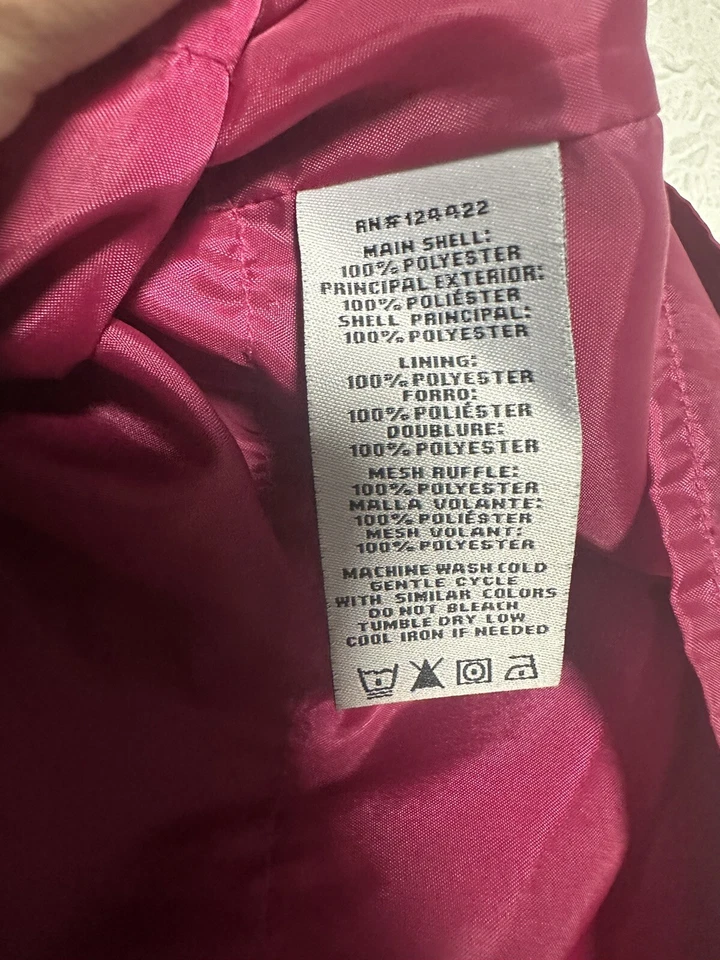 RN#124422
MAIN SHELL:
100% POLYESTER
PRINCIPAL EXTERIOR:
100% POLIÉSTER
SHELL PRINCIPAL:
100% POLYESTER
LINING:
100% POLYESTER
FORRO:
100% POLIÉSTER
DOUBLURE:
100% POLYESTER
MESH RUFFLE:
100% POLYESTER
MALLA VOLANTE:
100% POLIÉSTER
MESH VOLANT:
100% POLYESTER
MACHINE WASH COLD
GENTLE CYCLE
WITH SIMILAR COLORS
DO NOT BLEACH
TUMBLE DRY LOW
COOL IRON IF NEEDED